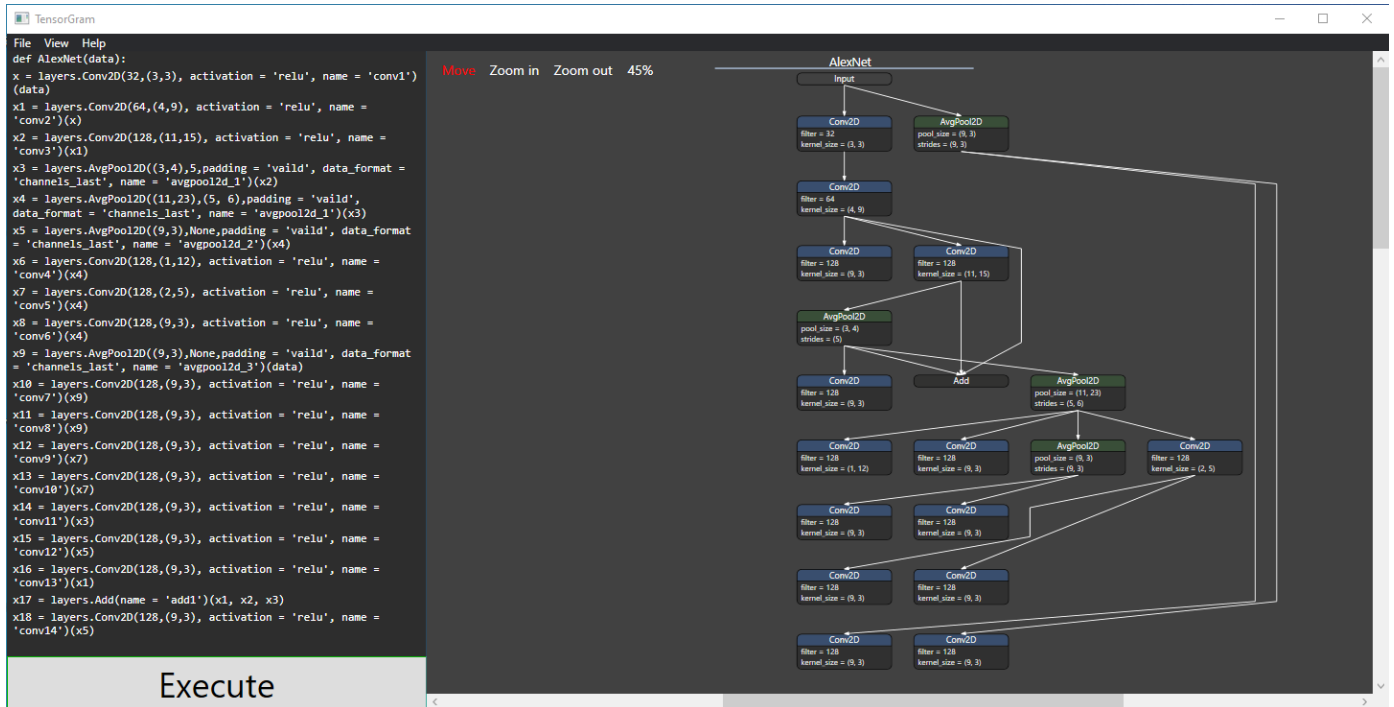 TensorGram
File View Help
def AlexNet(data):
x = layers.Conv2D(32,(3,3), activation = 'relu', name = 'conv1')
(data)
x1 = layers.Conv2D(64,(4,9), activation = 'relu', name =
'conv2')(x)
x2 = layers.Conv2D(128,(11,15), activation = 'relu', name =
'conv3')(x1)
x3 = layers.AvgPool2D((3,4),5,padding = 'vaild', data_format =
'channels_last', name = 'avgpool2d_1')(x2)
x4 = layers.AvgPool2D((11,23),(5, 6),padding = 'vaild',
data_format = 'channels_last', name = 'avgpool2d_1')(x3)
x5 = layers.AvgPool2D((9,3),None,padding = 'vaild', data_format
= 'channels_last', name = 'avgpool2d_2')(x4)
x6 = layers.Conv2D(128,(1,12), activation = 'relu', name =
'conv4')(x4)
x7 = layers.Conv2D(128,(2,5), activation = 'relu', name =
'conv5')(x4)
x8 = layers.Conv2D(128,(9,3), activation = 'relu', name =
'conv6')(x4)
x9 = layers.AvgPool2D((9,3),None,padding = 'vaild', data_format
= 'channels_last', name = 'avgpool2d_3')(data)
x10 = layers.Conv2D(128,(9,3), activation = 'relu', name =
'conv7')(x9)
x11 = layers.Conv2D(128,(9,3), activation = 'relu', name =
'conv8')(x9)
x12 = layers.Conv2D(128,(9,3), activation = 'relu', name =
'conv9')(x7)
x13 = layers.Conv2D(128,(9,3), activation = 'relu', name =
'conv10')(x7)
x14 = layers.Conv2D(128,(9,3), activation = 'relu', name =
'conv11')(x3)
x15 = layers.Conv2D(128,(9,3), activation = 'relu', name =
'conv12')(x5)
x16 = layers.Conv2D(128,(9,3), activation = 'relu', name =
'conv13')(x1)
x17 = layers.Add(name = 'add1')(x1, x2, x3)
x18 = layers.Conv2D(128,(9,3), activation = 'relu', name =
'conv14')(x5)
Execute
Move Zoom in Zoom out 45%
AlexNet
Input
Conv2D
filter = 32
kernel_size = (3, 3)
AvgPool2D
pool_size = (9, 3)
strides = (9, 3)
Conv2D
filter = 64
kernel_size = (4, 9)
Conv2D
filter = 128
kernel_size = (9, 3)
Conv2D
filter = 128
kernel_size = (11, 15)
AvgPool2D
pool_size = (3, 4)
strides = (5)
Conv2D
filter = 128
kernel_size = (9, 3)
Add
AvgPool2D
pool_size = (11, 23)
strides = (5, 6)
Conv2D
filter = 128
kernel_size = (1, 12)
Conv2D
filter = 128
kernel_size = (9, 3)
AvgPool2D
pool_size = (9, 3)
strides = (9, 3)
Conv2D
filter = 128
kernel_size = (2, 5)
Conv2D
filter = 128
kernel_size = (9, 3)
Conv2D
filter = 128
kernel_size = (9, 3)
Conv2D
filter = 128
kernel_size = (9, 3)
Conv2D
filter = 128
kernel_size = (9, 3)
Conv2D
filter = 128
kernel_size = (9, 3)
Conv2D
filter = 128
kernel_size = (9, 3)